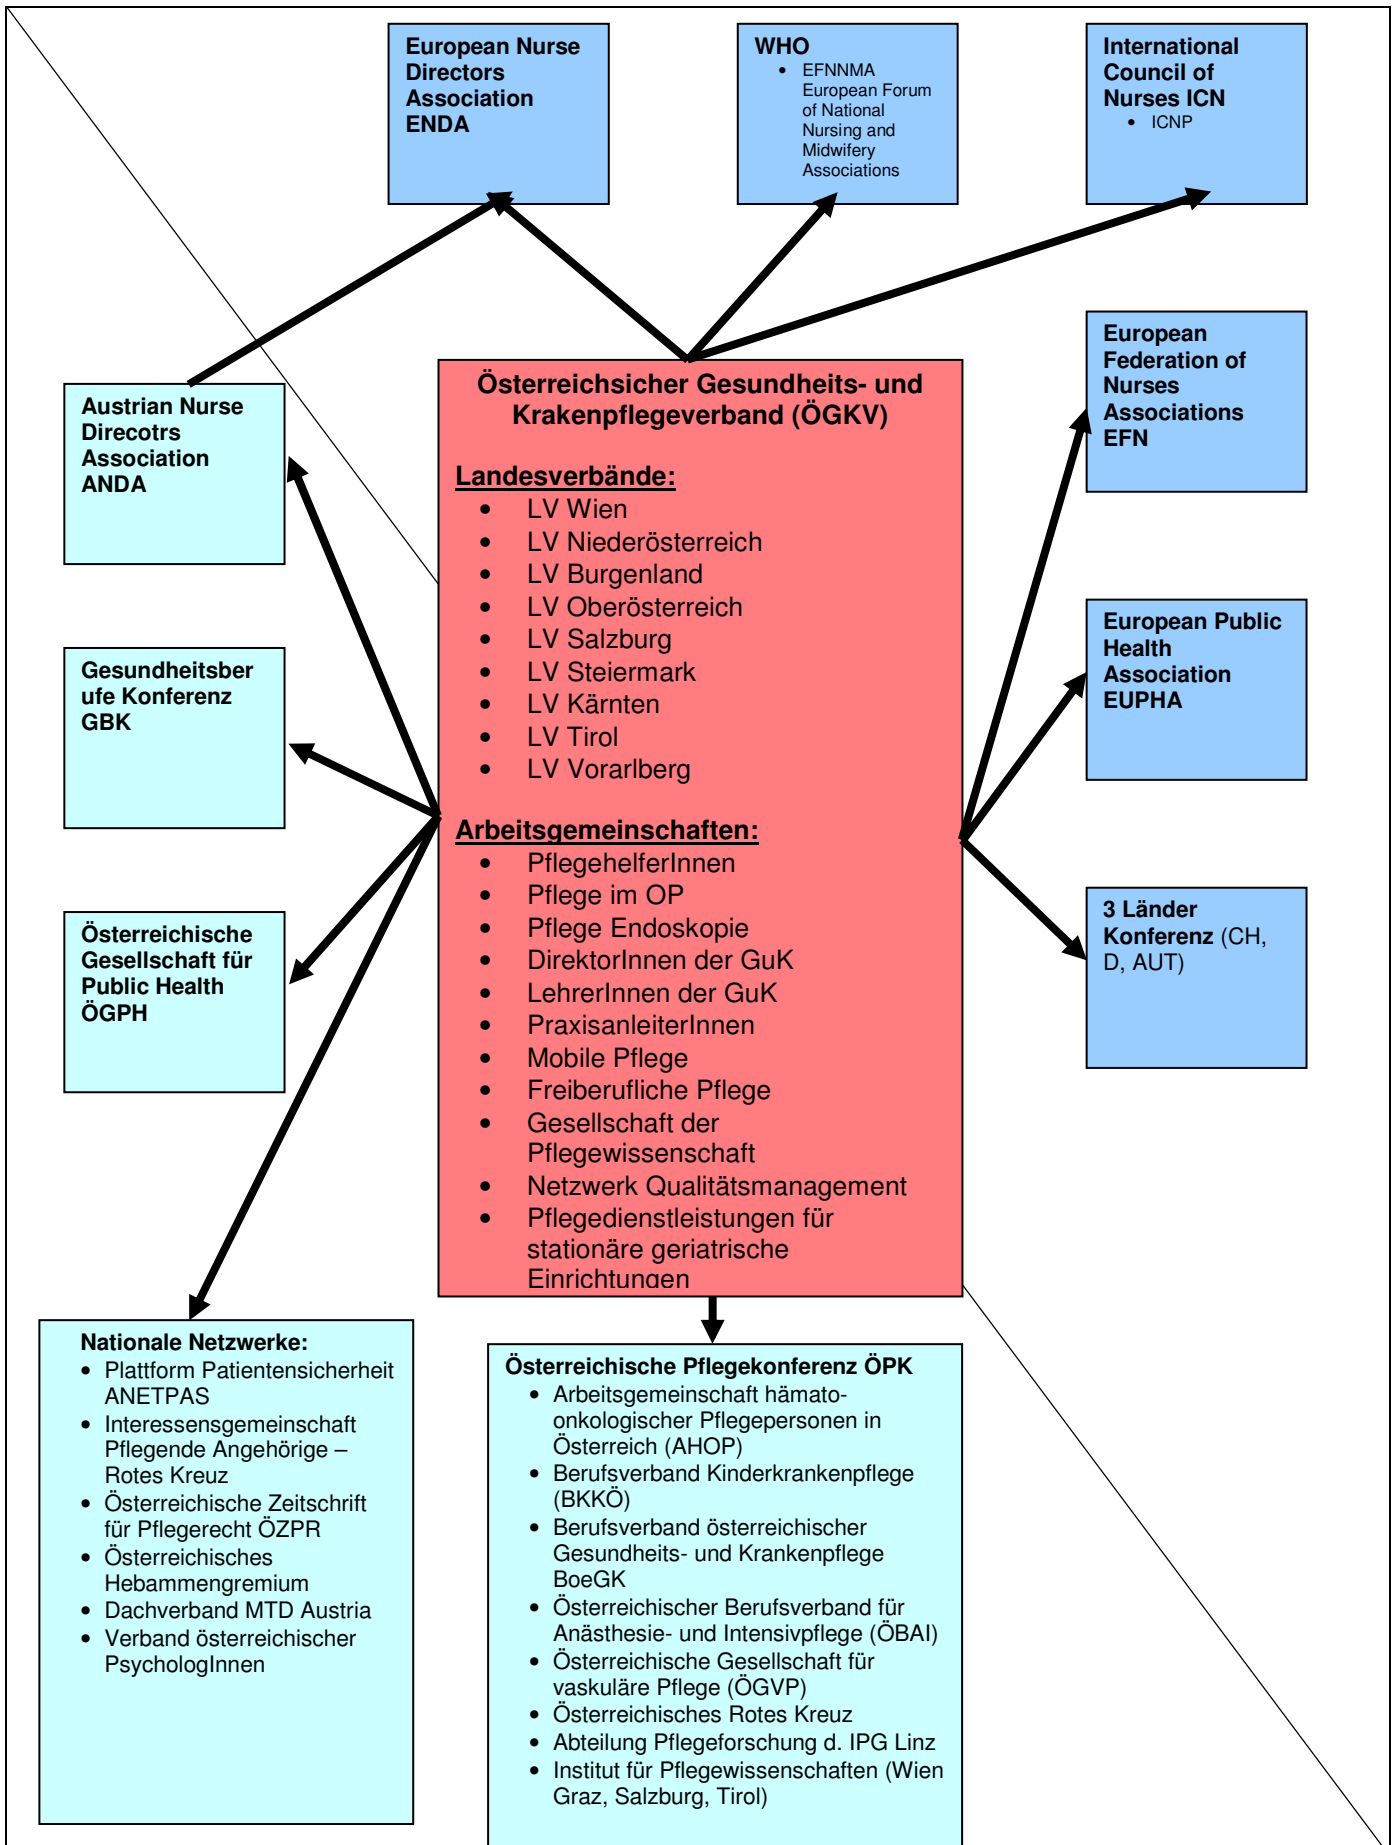 European Nurse
Directors
Association
ENDA
WHO
• EFNNMA
European Forum
of National
Nursing and
Midwifery
Associations
International
Council of
Nurses ICN
• ICNP
European
Federation of
Nurses
Associations
EFN
Austrian Nurse
Direcotrs
Association
ANDA
Österreichsicher Gesundheits- und
Krakenpflegeverband (ÖGKV)
Landesverbände:
• LV Wien
• LV Niederösterreich
• LV Burgenland
• LV Oberösterreich
• LV Salzburg
• LV Steiermark
• LV Kärnten
• LV Tirol
• LV Vorarlberg
Arbeitsgemeinschaften:
• PflegehelferInnen
• Pflege im OP
• Pflege Endoskopie
• DirektorInnen der GuK
• LehrerInnen der GuK
• PraxisanleiterInnen
• Mobile Pflege
• Freiberufliche Pflege
• Gesellschaft der
Pflegewissenschaft
• Netzwerk Qualitätsmanagement
• Pflegedienstleistungen für
stationäre geriatrische
Einrichtungen
Gesundheitsber
ufe Konferenz
GBK
European Public
Health
Association
EUPHA
Österreichische
Gesellschaft für
Public Health
ÖGPH
3 Länder
Konferenz (CH,
D, AUT)
Nationale Netzwerke:
• Plattform Patientensicherheit
ANETPAS
• Interessensgemeinschaft
Pflegende Angehörige –
Rotes Kreuz
• Österreichische Zeitschrift
für Pflegerecht ÖZPR
• Österreichisches
Hebammengremium
• Dachverband MTD Austria
• Verband österreichischer
PsychologInnen
Österreichische Pflegekonferenz ÖPK
• Arbeitsgemeinschaft hämato-
onkologischer Pflegepersonen in
Österreich (AHOP)
• Berufsverband Kinderkrankenpflege
(BKKÖ)
• Berufsverband österreichischer
Gesundheits- und Krankenpflege
BoeGK
• Österreichischer Berufsverband für
Anästhesie- und Intensivpflege (ÖBAI)
• Österreichische Gesellschaft für
vaskuläre Pflege (ÖGVP)
• Österreichisches Rotes Kreuz
• Abteilung Pflegeforschung d. IPG Linz
• Institut für Pflegewissenschaften (Wien
Graz, Salzburg, Tirol)